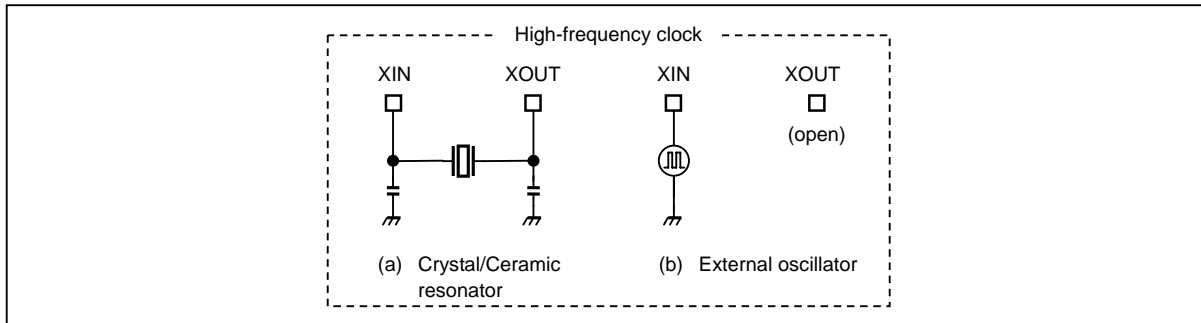 High-frequency clock
XIN XOUT XIN XOUT
(open)
(a) Crystal/Ceramic
resonator
(b) External oscillator